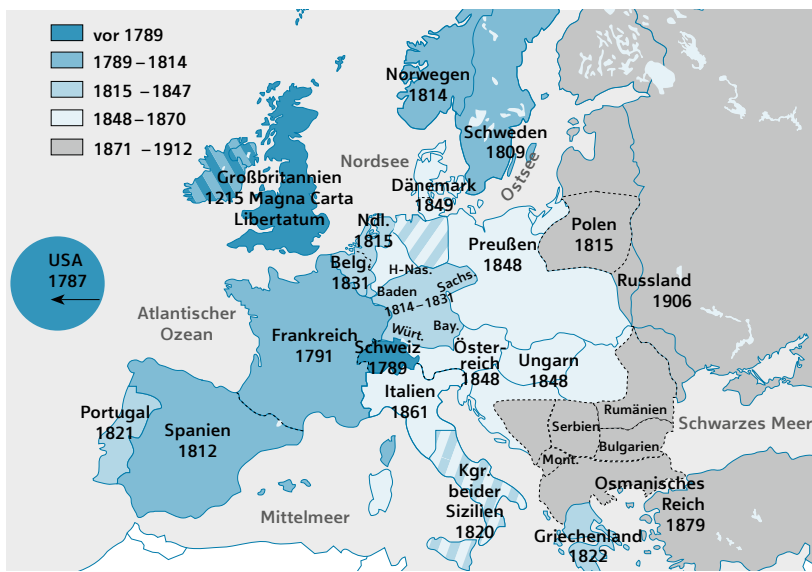 vor 1789
1789–1814
1815–1847
1848–1870
1871–1912
Norwegen
1814
Schweden
1809
Nordsee
Ostsee
Großbritannien
1215 Magna Carta
Libertatum
Dänemark
1849
Ndl.
1815
Preußen
1848
Polen
1815
USA
1787
Belg.
1831
H-Nas.
Sachs.
Baden
1814–1831
Russland
1906
Atlantischer
Ozean
Frankreich
1791
Würt.
Bay.
Schweiz
1789
Öster-
reich
1848
Ungarn
1848
Italien
1861
Portugal
1821
Spanien
1812
Rumänien
Serbien
Bulgarien
Schwarzes Meer
Mont.
Kgr.
beider
Sizilien
1820
Osmanisches
Reich
1879
Mittelmeer
Griechenland
1822